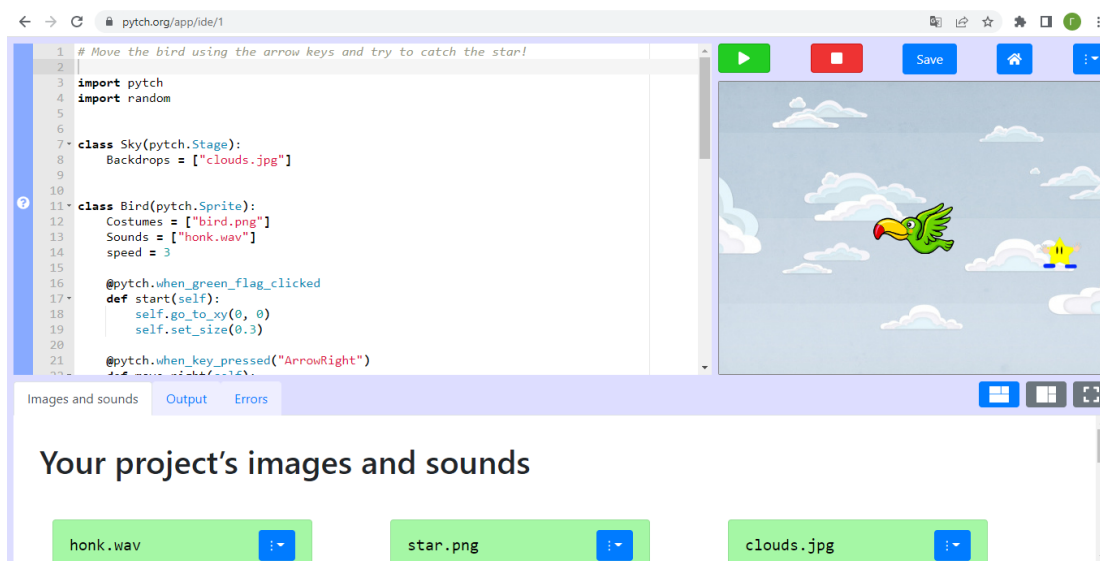 pytch.org/app/ide/1
Г
1 # Move the bird using the arrow keys and try to catch the star!
2
3 import pytch
4 import random
5
6
7 class Sky(pytch.Stage):
8 Backdrops = ["clouds.jpg"]
9
10
11 class Bird(pytch.Sprite):
12 Costumes = ["bird.png"]
13 Sounds = ["honk.wav"]
14 speed = 3
15
16 @pytch.when_green_flag_clicked
17 def start(self):
18 self.go_to_xy(0, 0)
19 self.set_size(0.3)
20
21 @pytch.when_key_pressed("ArrowRight")
22 def move_right(self):
?
Save
Images and sounds
Output
Errors
Your project's images and sounds
honk.wav
star.png
clouds.jpg